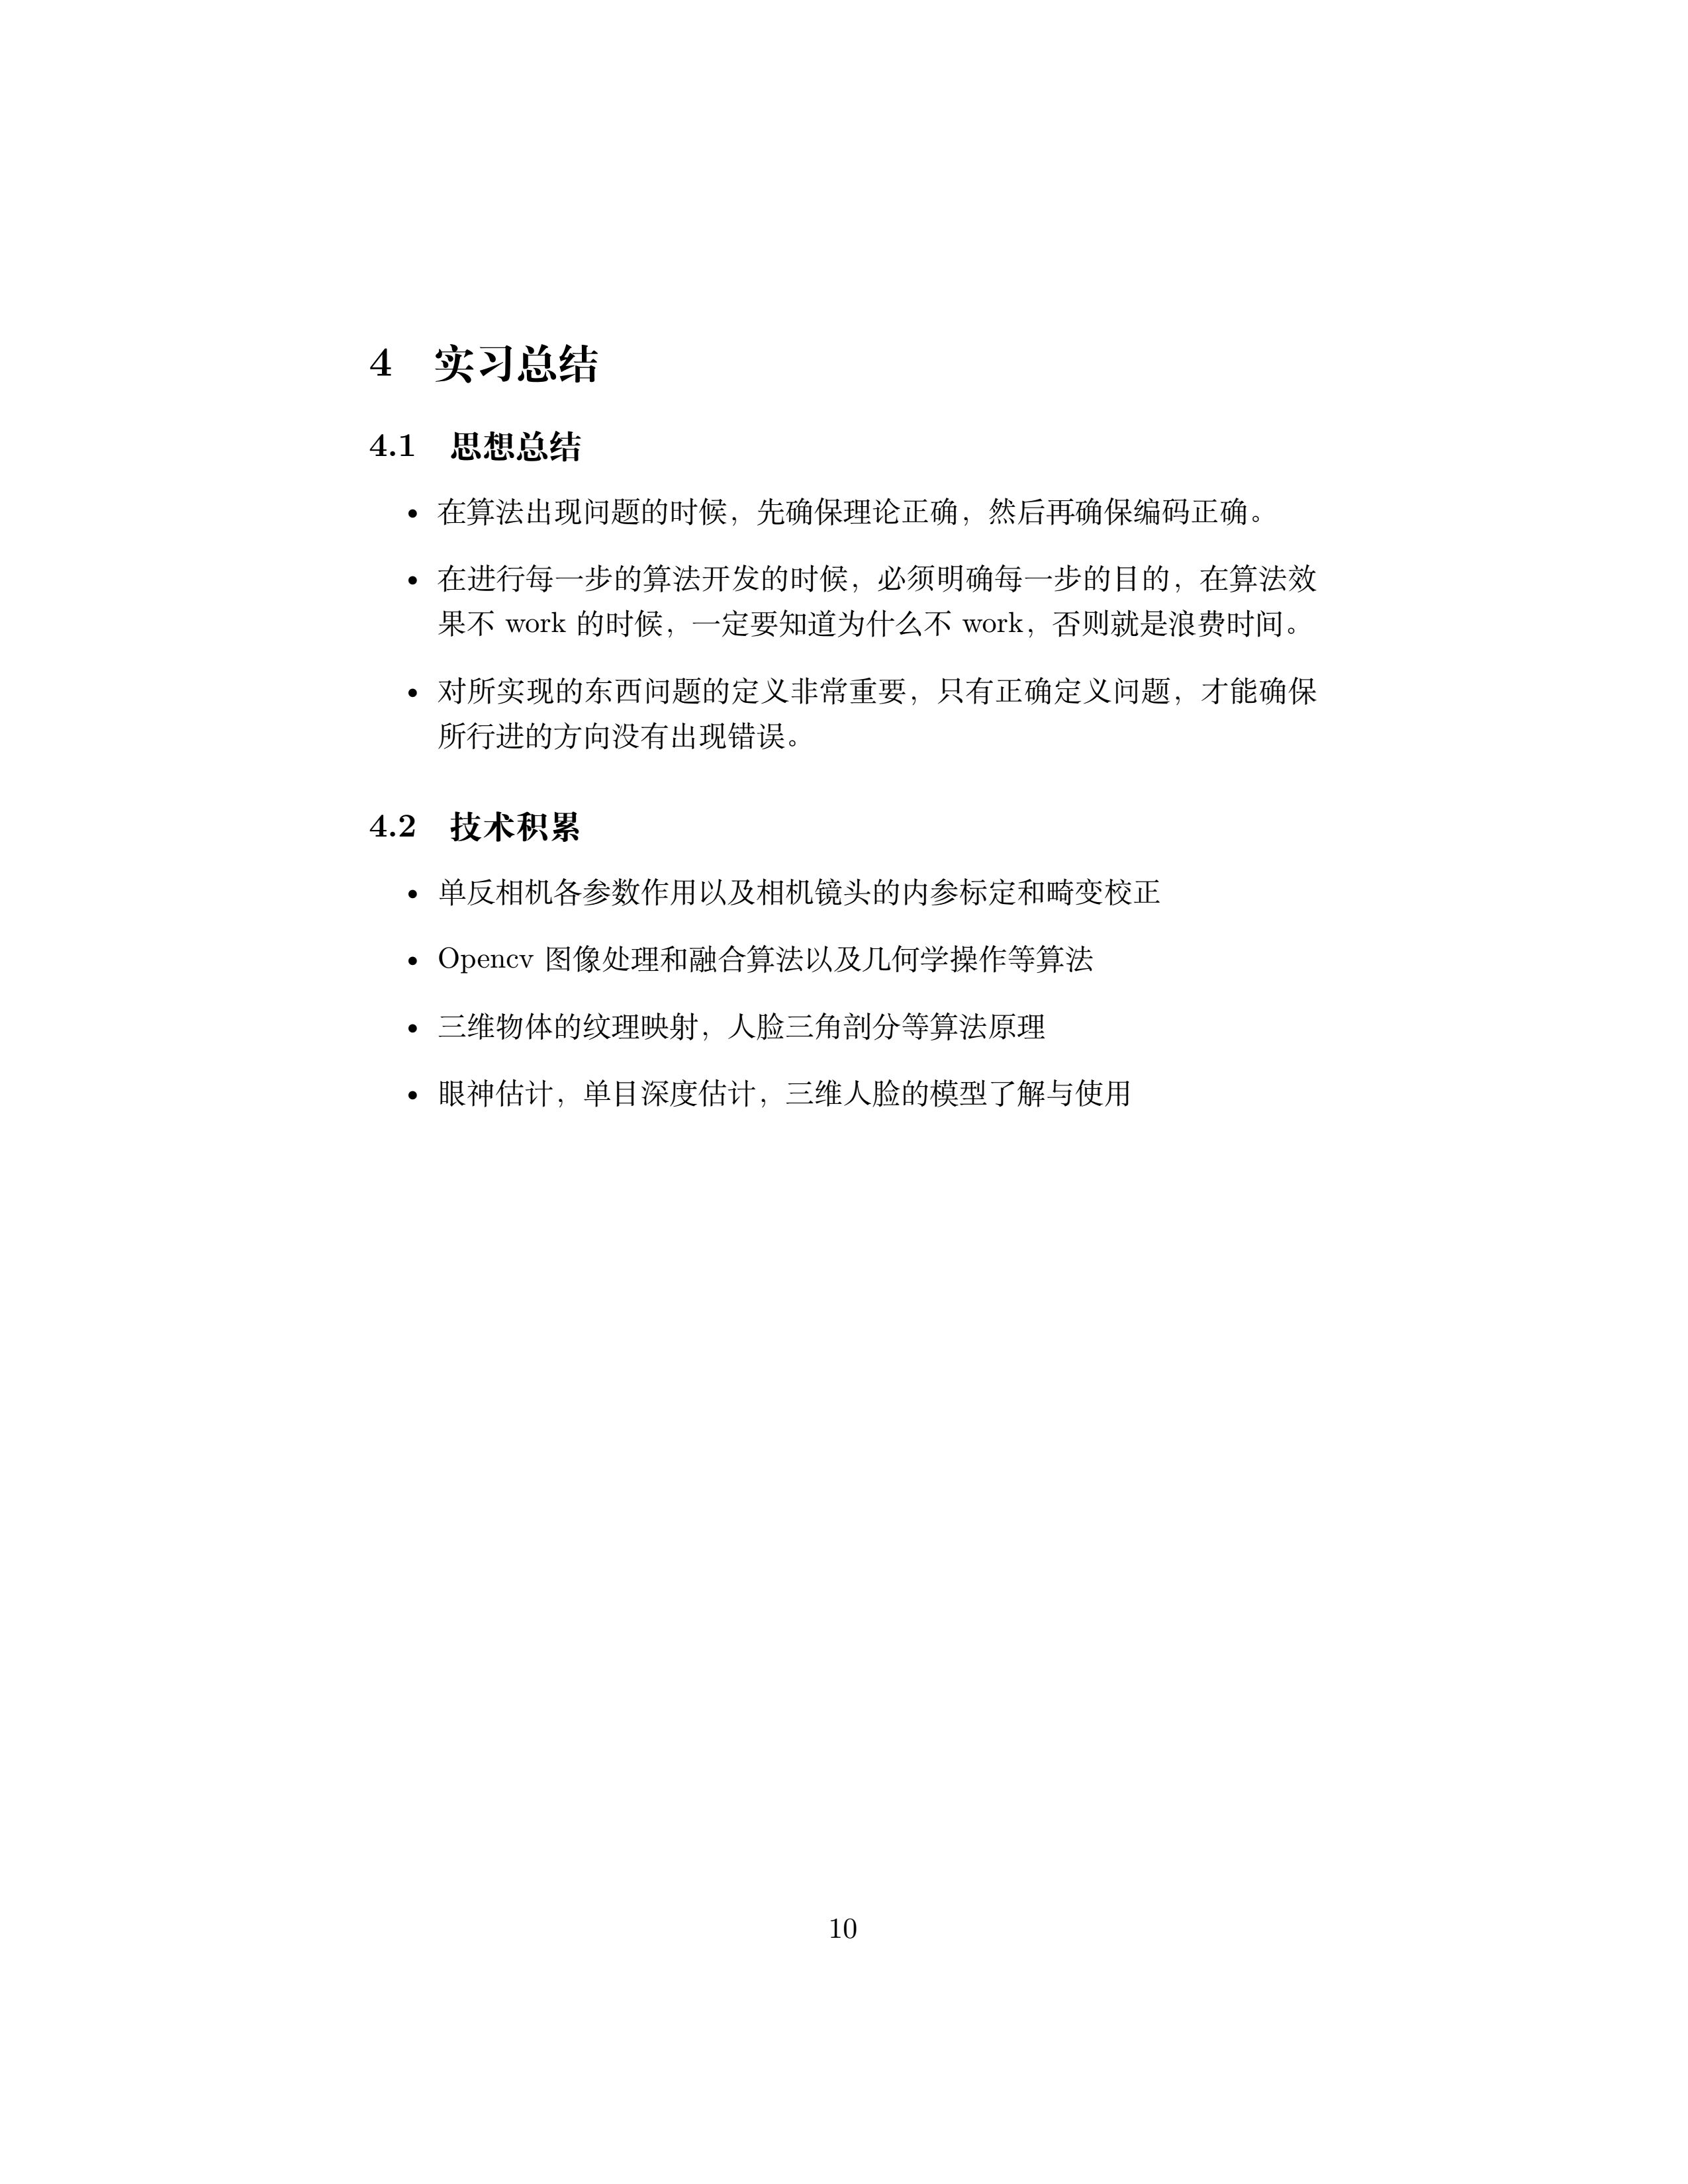 4 实习总结
4.1 思想总结
• 在算法出现问题的时候，先确保理论正确，然后再确保编码正确。
• 在进行每一步的算法开发的时候，必须明确每一步的目的，在算法效
果不 work 的时候，一定要知道为什么不 work，否则就是浪费时间。
• 对所实现的东西问题的定义非常重要，只有正确定义问题，才能确保
所行进的方向没有出现错误。
4.2 技术积累
• 单反相机各参数作用以及相机镜头的内参标定和畸变校正
• Opencv 图像处理和融合算法以及几何学操作等算法
• 三维物体的纹理映射，人脸三角剖分等算法原理
• 眼神估计，单目深度估计，三维人脸的模型了解与使用
10